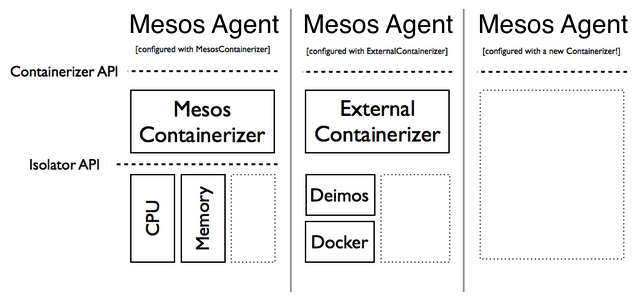 Mesos Agent
[configured with MesosContainerizer]
Mesos Agent
[configured with ExternalContainerizer]
Mesos Agent
[configured with a new Containerizer!]
Containerizer API
Mesos
Containerizer
External
Containerizer
Isolator API
CPU
Memory
Deimos
Docker